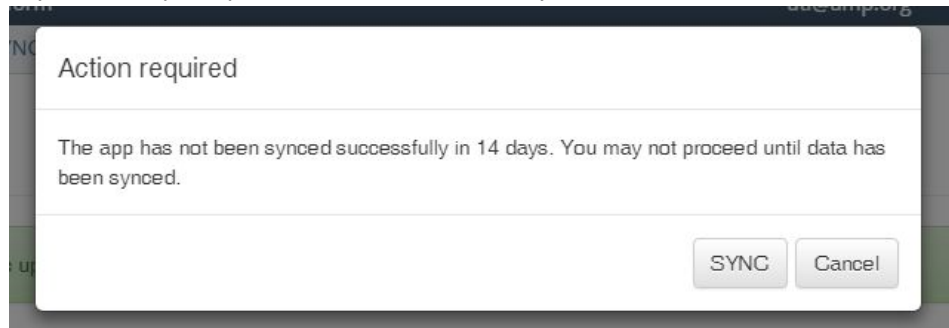 Action required
The app has not been synced successfully in 14 days. You may not proceed until data has
been synced.
SYNC
Cancel